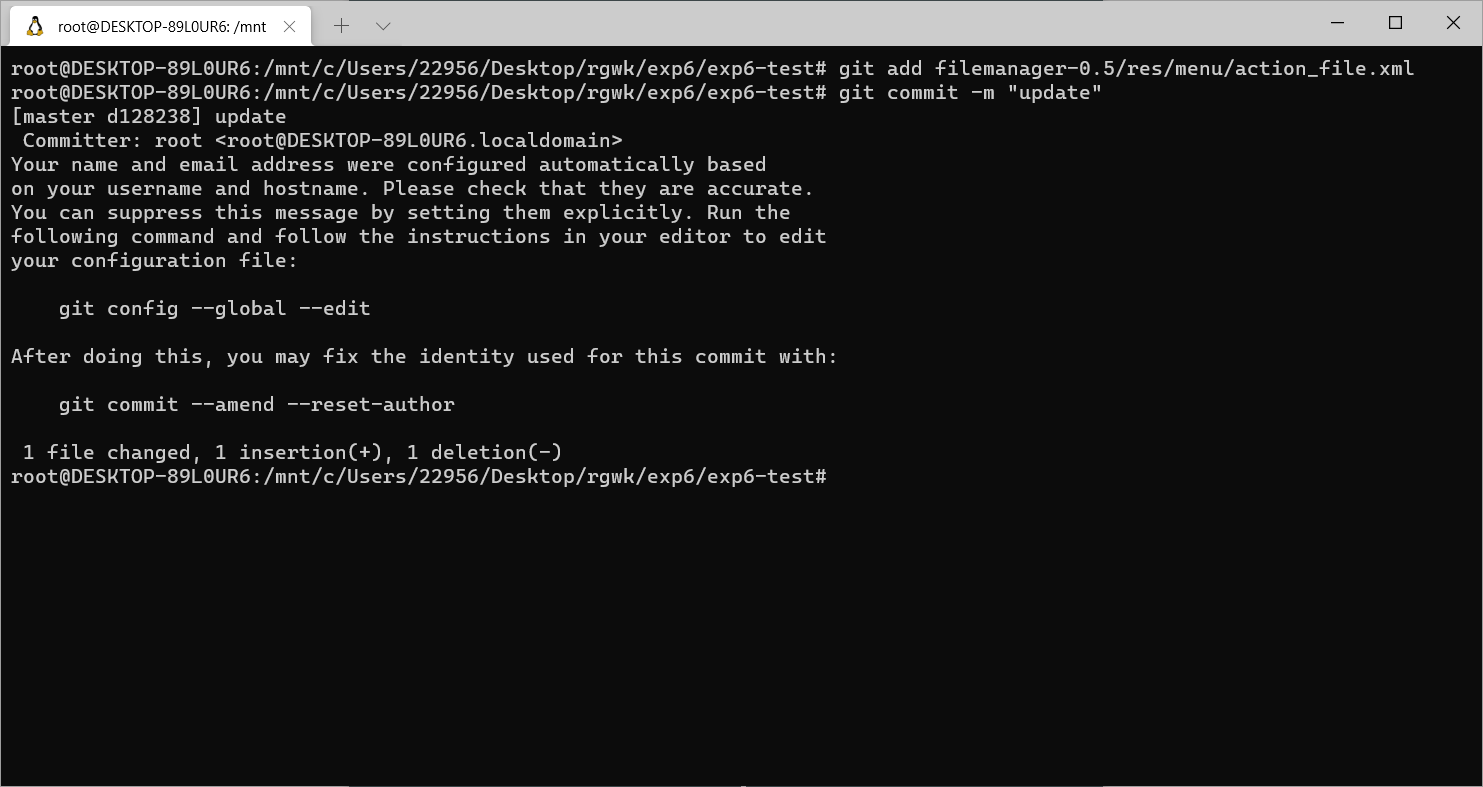 root@DESKTOP-89L0UR6: /mnt
root@DESKTOP-89L0UR6:/mnt/c/Users/22956/Desktop/rgwk/exp6/exp6-test# git add filemanager-0.5/res/menu/action_file.xml
root@DESKTOP-89L0UR6:/mnt/c/Users/22956/Desktop/rgwk/exp6/exp6-test# git commit -m "update"
[master d128238] update
 Committer: root <root@DESKTOP-89L0UR6.localdomain>
Your name and email address were configured automatically based
on your username and hostname. Please check that they are accurate.
You can suppress this message by setting them explicitly. Run the
following command and follow the instructions in your editor to edit
your configuration file:
    git config --global --edit
After doing this, you may fix the identity used for this commit with:
    git commit --amend --reset-author
 1 file changed, 1 insertion(+), 1 deletion(-)
root@DESKTOP-89L0UR6:/mnt/c/Users/22956/Desktop/rgwk/exp6/exp6-test#